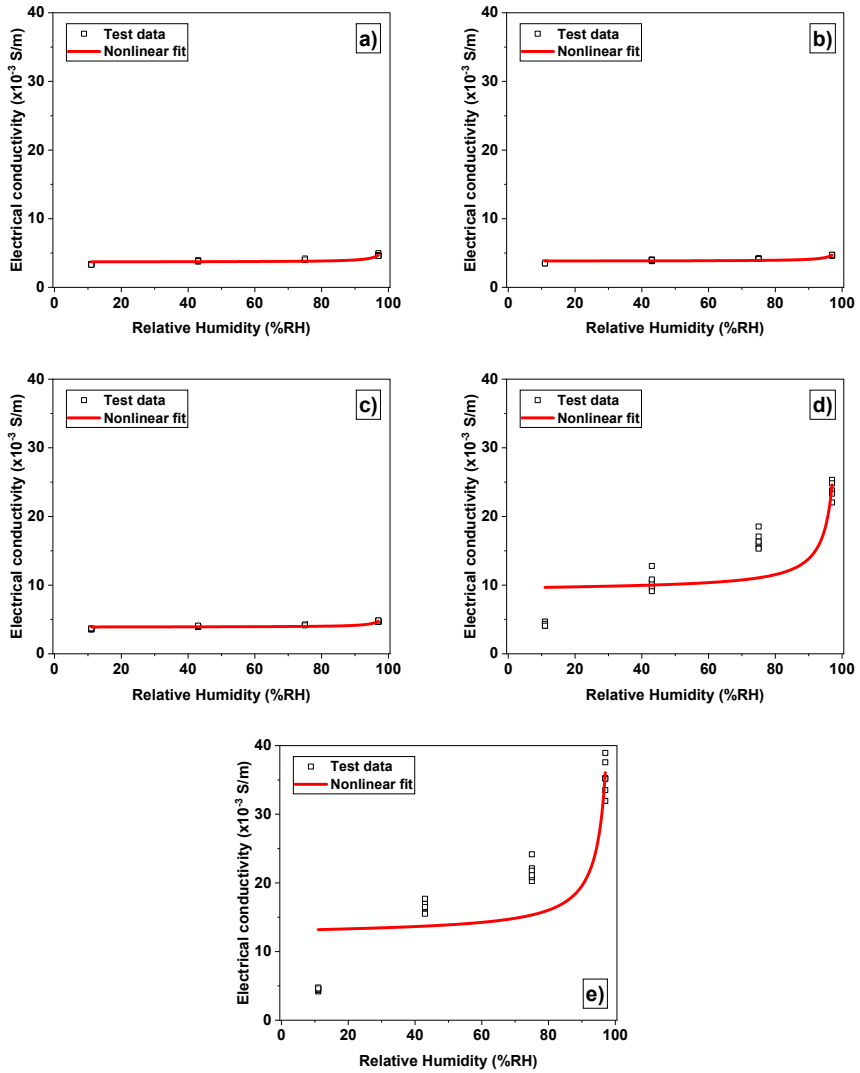 Test data
Nonlinear fit
a)
Electrical conductivity (x10⁻³ S/m)
40
30
20
10
0
0 20 40 60 80 100
Relative Humidity (%RH)
Test data
Nonlinear fit
b)
Electrical conductivity (x10⁻³ S/m)
40
30
20
10
0
0 20 40 60 80 100
Relative Humidity (%RH)
Test data
Nonlinear fit
c)
Electrical conductivity (x10⁻³ S/m)
40
30
20
10
0
0 20 40 60 80 100
Relative Humidity (%RH)
Test data
Nonlinear fit
d)
Electrical conductivity (x10⁻³ S/m)
40
30
20
10
0
0 20 40 60 80 100
Relative Humidity (%RH)
Test data
Nonlinear fit
e)
Electrical conductivity (x10⁻³ S/m)
40
30
20
10
0
0 20 40 60 80 100
Relative Humidity (%RH)